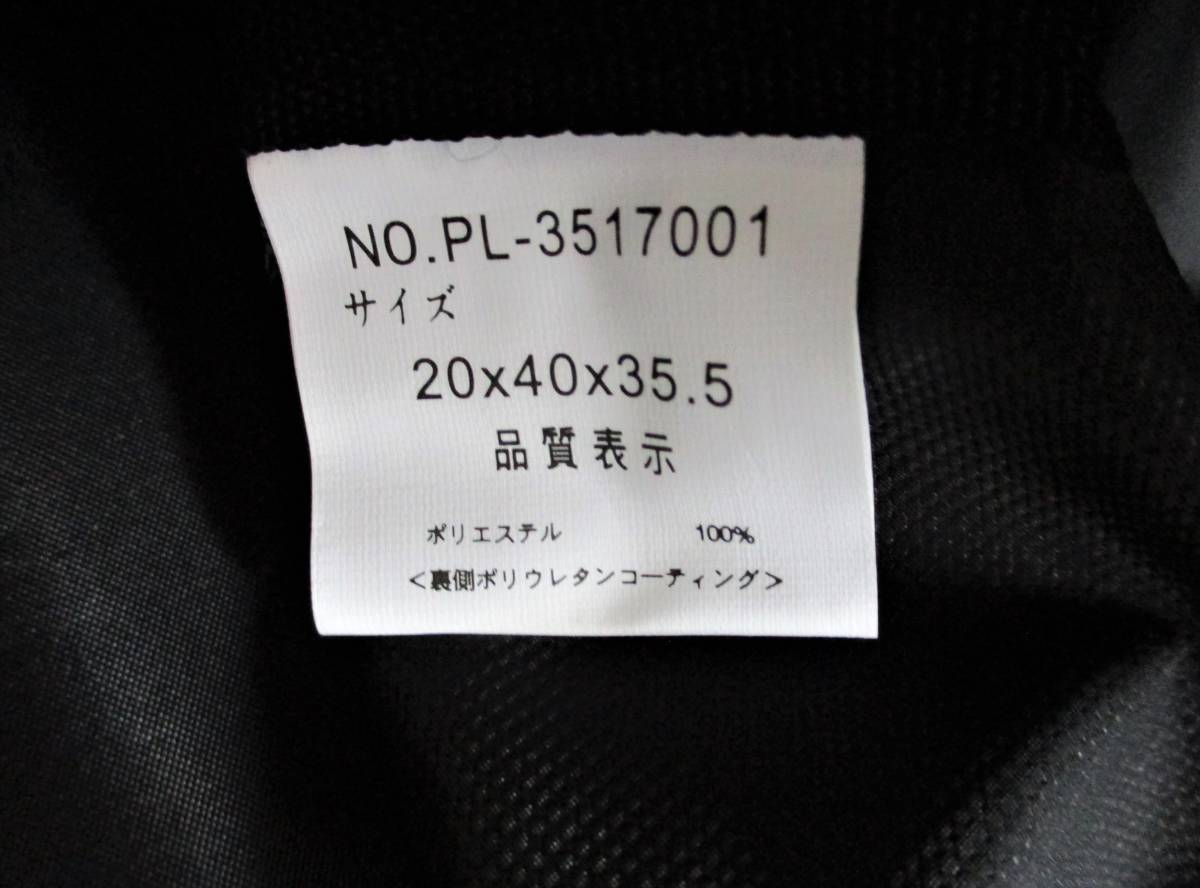 NO.PL-3517001
サイズ
20x40x35.5
品質表示
ポリエステル 100%
<裏側ポリウレタンコーティング>